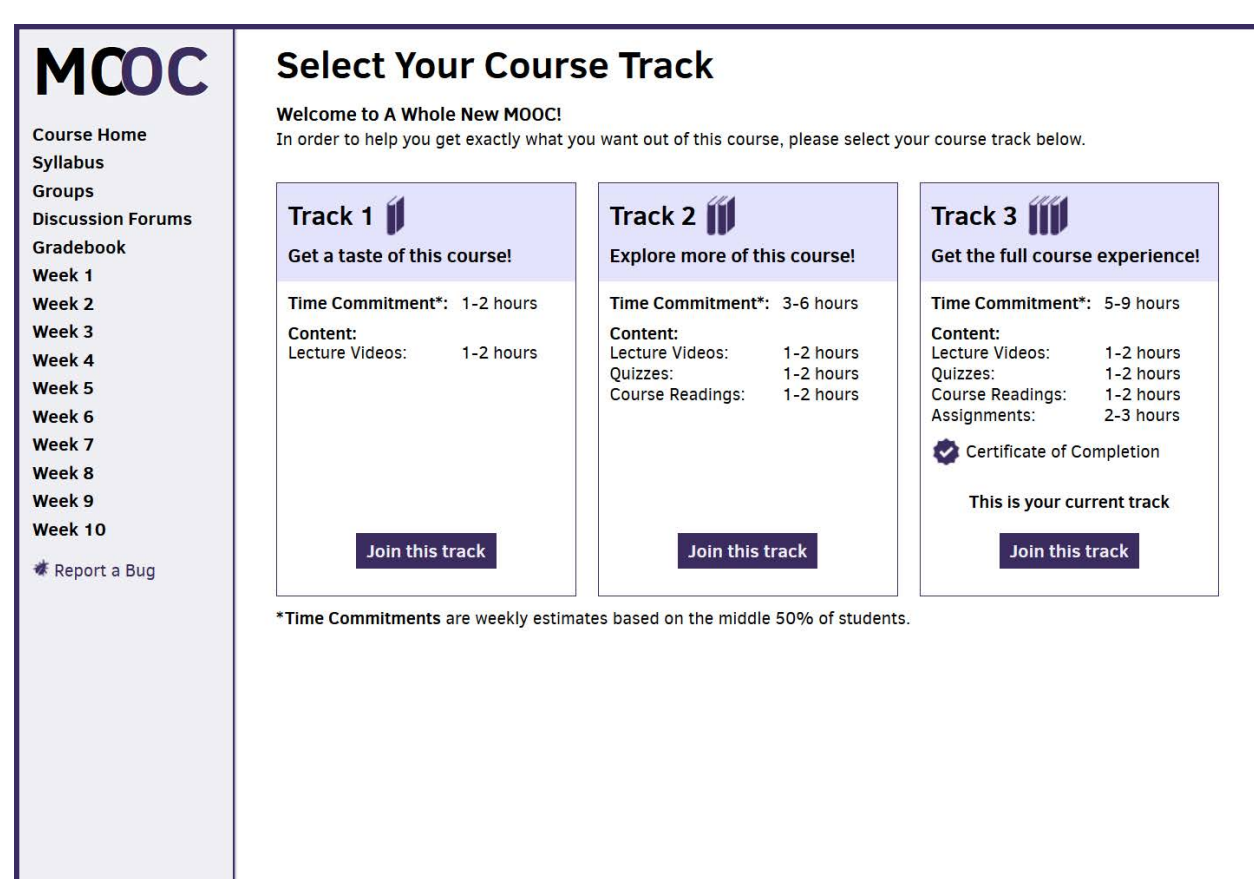 MOOC
Course Home
Syllabus
Groups
Discussion Forums
Gradebook
Week 1
Week 2
Week 3
Week 4
Week 5
Week 6
Week 7
Week 8
Week 9
Week 10
Report a Bug
Select Your Course Track
Welcome to A Whole New MOOC!
In order to help you get exactly what you want out of this course, please select your course track below.
Track 1
Get a taste of this course!
Time Commitment*: 1-2 hours
Content:
Lecture Videos: 1-2 hours
Join this track
Track 2
Explore more of this course!
Time Commitment*: 3-6 hours
Content:
Lecture Videos: 1-2 hours
Quizzes: 1-2 hours
Course Readings: 1-2 hours
Join this track
Track 3
Get the full course experience!
Time Commitment*: 5-9 hours
Content:
Lecture Videos: 1-2 hours
Quizzes: 1-2 hours
Course Readings: 1-2 hours
Assignments: 2-3 hours
Certificate of Completion
This is your current track
Join this track
*Time Commitments are weekly estimates based on the middle 50% of students.